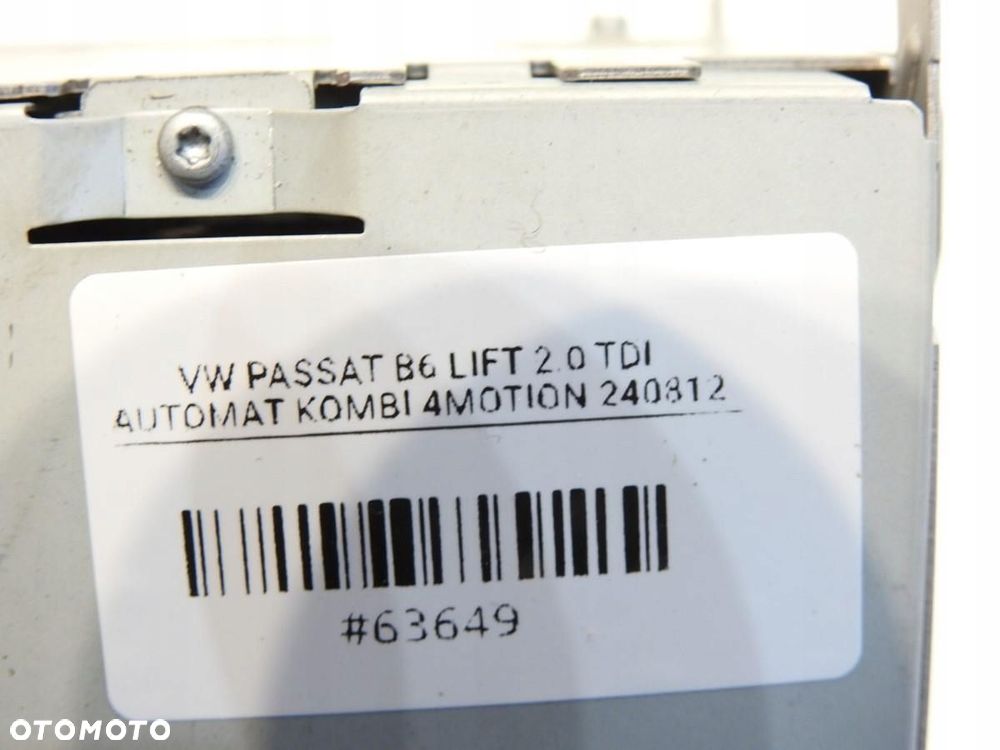 VW PASSAT B6 LIFT 2.0 TDI
AUTOMAT KOMBI 4MOTION 240812
#63649
OTOMOTO